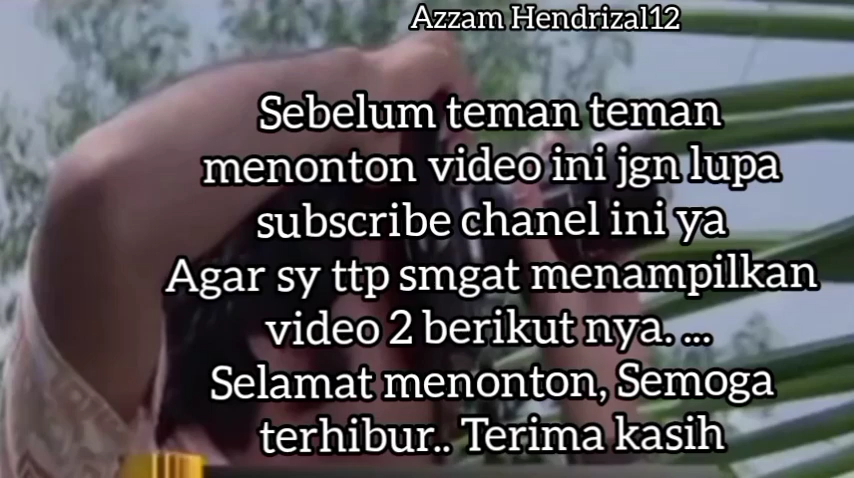 Azzam Hendrizal12
Sebelum teman teman
menonton video ini jgn lupa
subscribe chanel ini ya
Agar sy ttp smgat menampilkan
video 2 berikut nya. ...
Selamat menonton, Semoga
terhibur.. Terima kasih